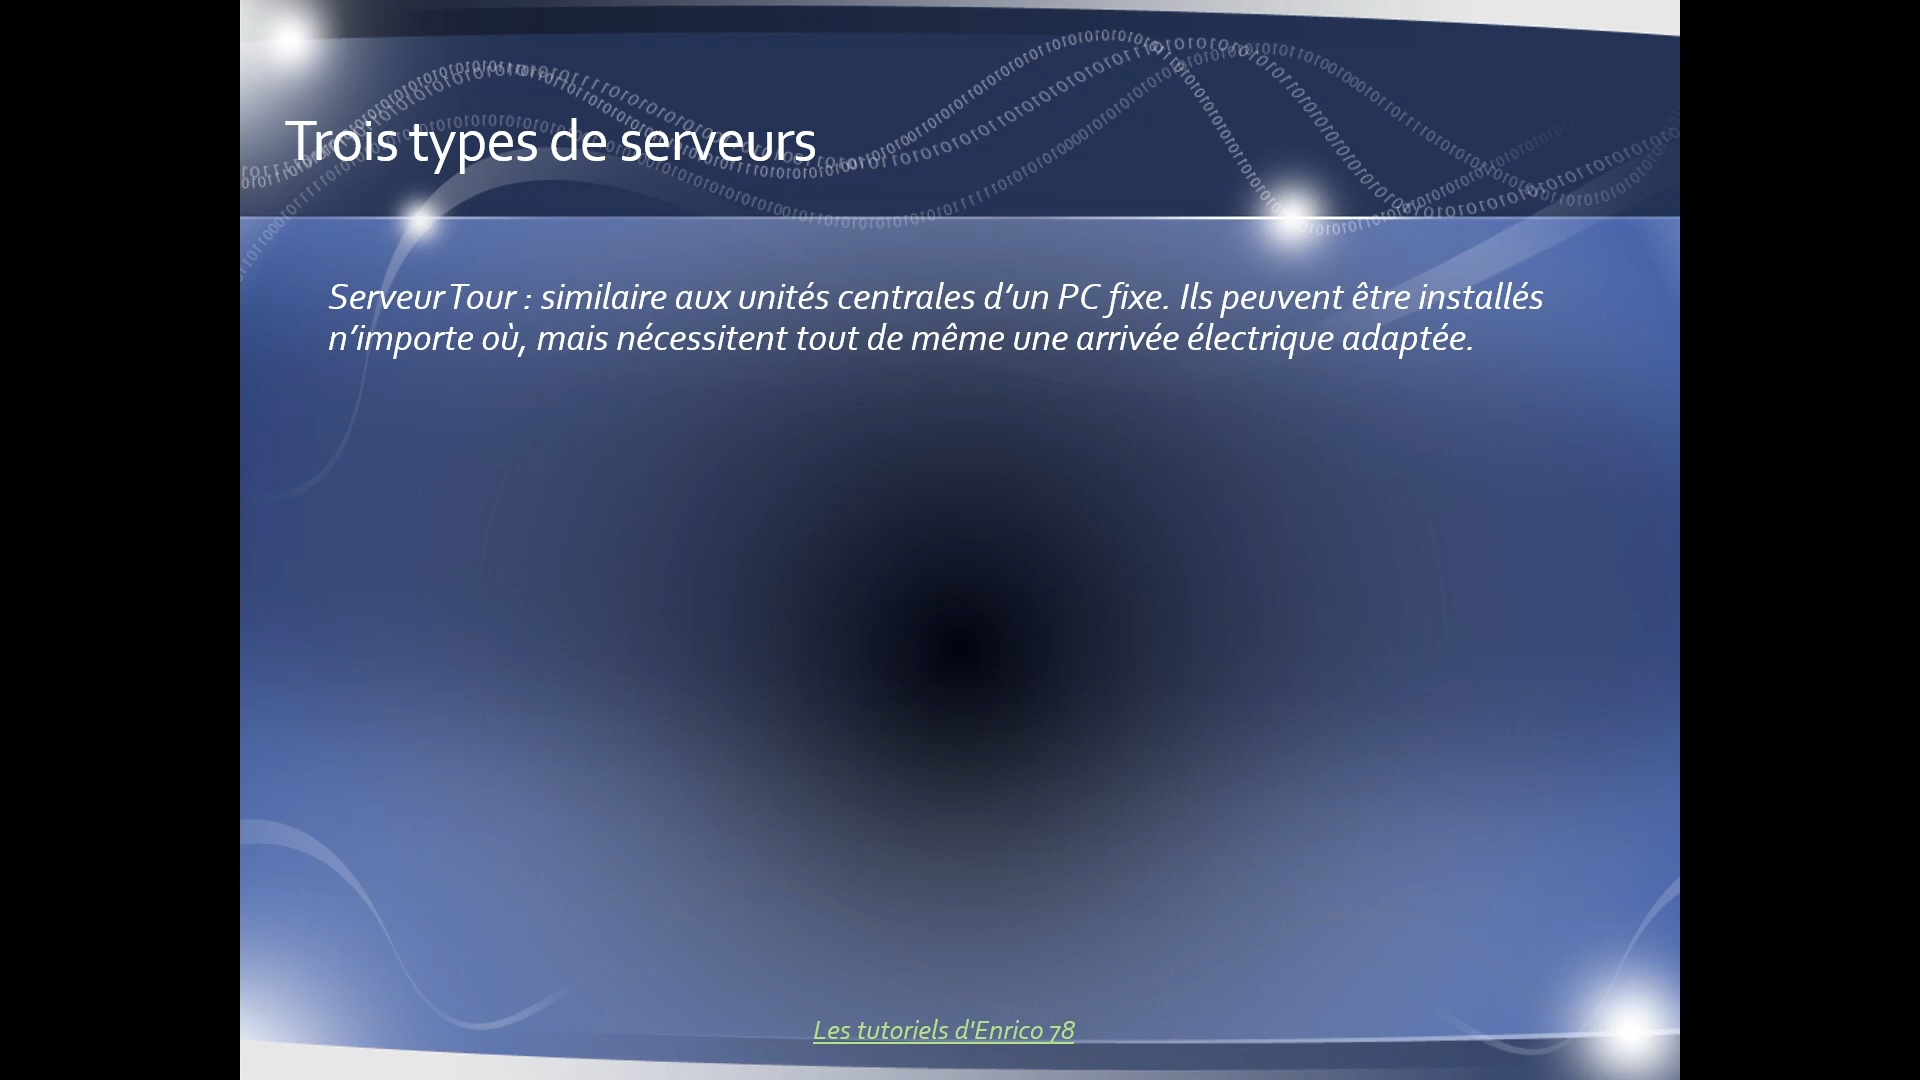 Trois types de serveurs
Serveur Tour : similaire aux unités centrales d’un PC fixe. Ils peuvent être installés
n’importe où, mais nécessitent tout de même une arrivée électrique adaptée.
Les tutoriels d'Enrico 78